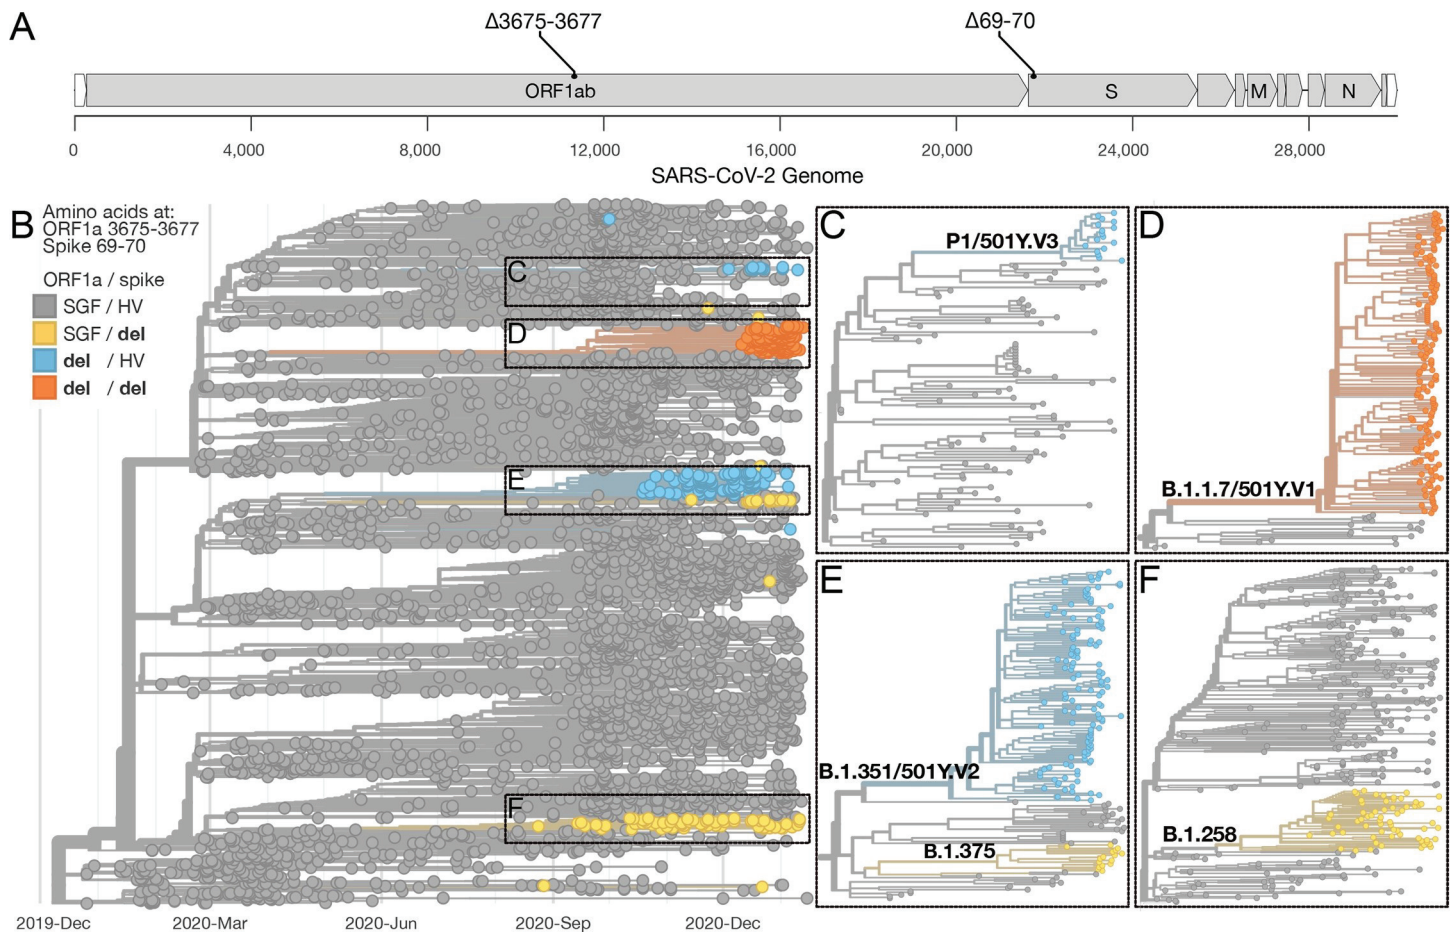 A
Δ3675-3677
Δ69-70
ORF1ab
S
M
N
0
4,000
8,000
12,000
16,000
20,000
24,000
28,000
SARS-CoV-2 Genome
B
Amino acids at:
ORF1a 3675-3677
Spike 69-70
ORF1a / spike
SGF / HV
SGF / del
del / HV
del / del
C
D
E
F
2019-Dec
2020-Mar
2020-Jun
2020-Sep
2020-Dec
C
P1/501Y.V3
D
B.1.1.7/501Y.V1
E
B.1.351/501Y.V2
B.1.375
F
B.1.258